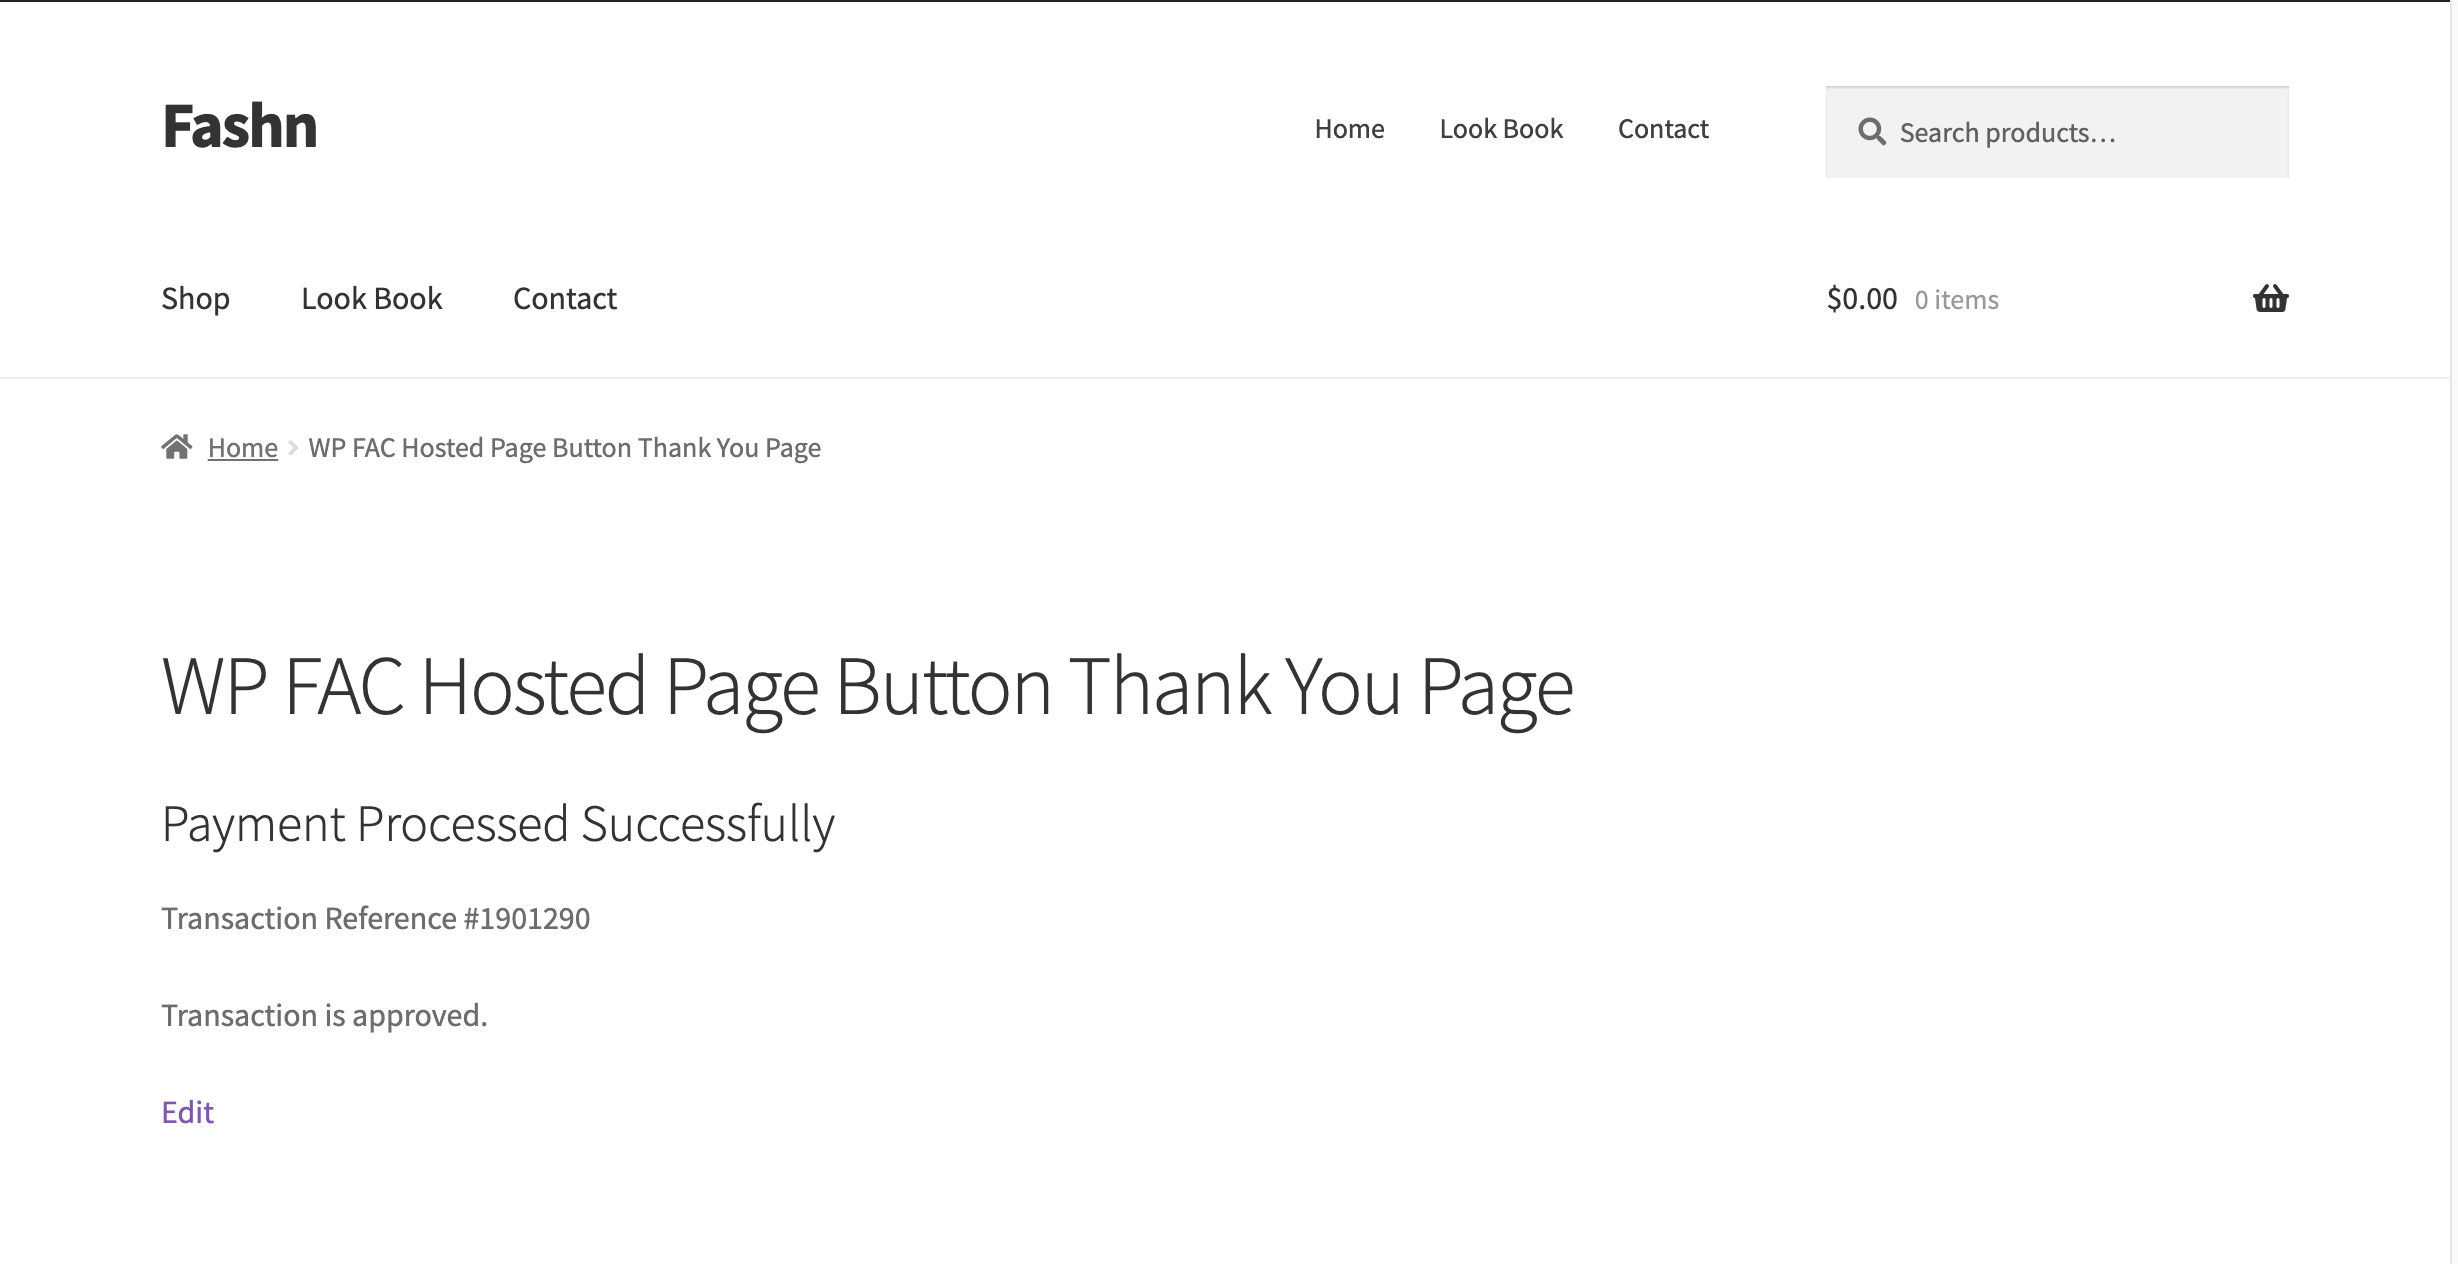 Fashn
Home
Look Book
Contact
Search products…
Shop
Look Book
Contact
$0.00 0 items
Home
WP FAC Hosted Page Button Thank You Page
WP FAC Hosted Page Button Thank You Page
Payment Processed Successfully
Transaction Reference #1901290
Transaction is approved.
Edit